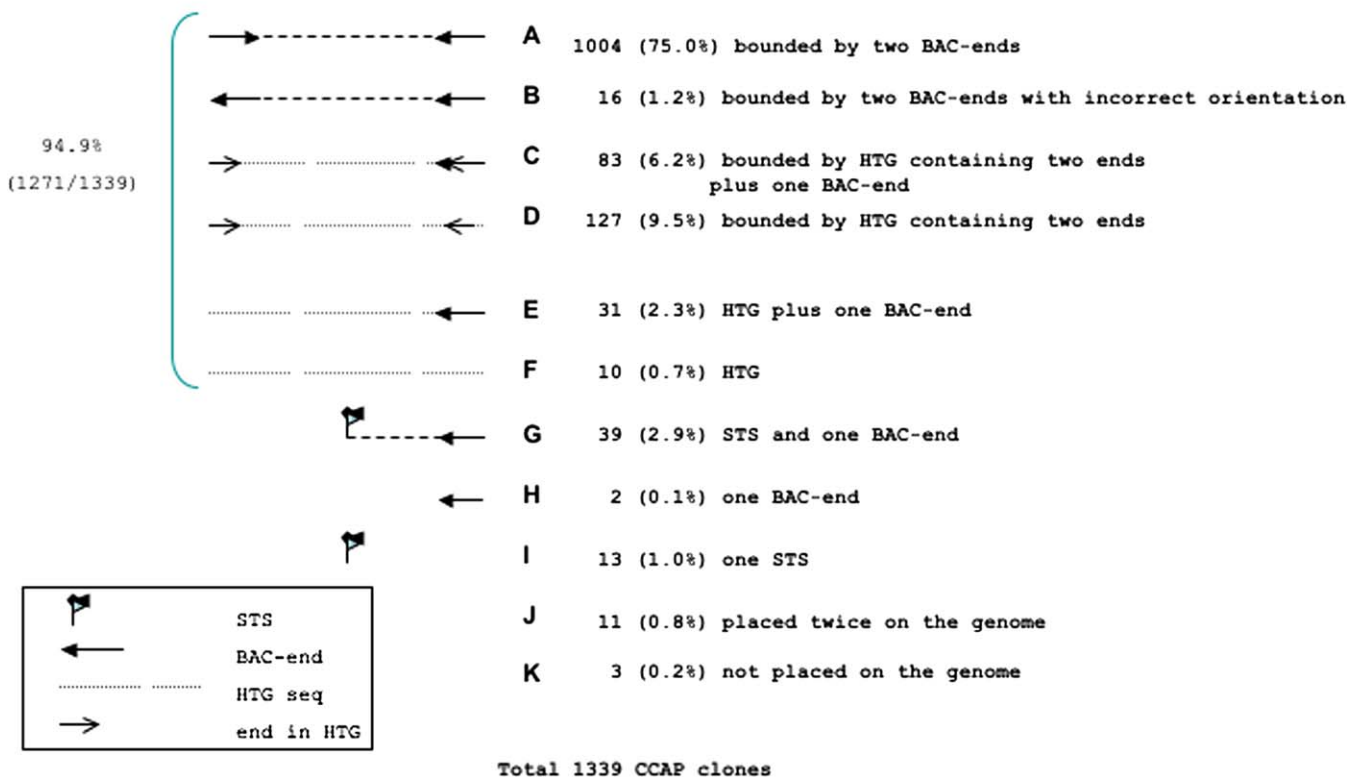 A 1004 (75.0%) bounded by two BAC-ends
B 16 (1.2%) bounded by two BAC-ends with incorrect orientation
94.9%
(1271/1339)
C 83 (6.2%) bounded by HTG containing two ends
plus one BAC-end
D 127 (9.5%) bounded by HTG containing two ends
E 31 (2.3%) HTG plus one BAC-end
F 10 (0.7%) HTG
G 39 (2.9%) STS and one BAC-end
H 2 (0.1%) one BAC-end
I 13 (1.0%) one STS
J 11 (0.8%) placed twice on the genome
K 3 (0.2%) not placed on the genome
STS
BAC-end
HTG seq
end in HTG
Total 1339 CCAP clones